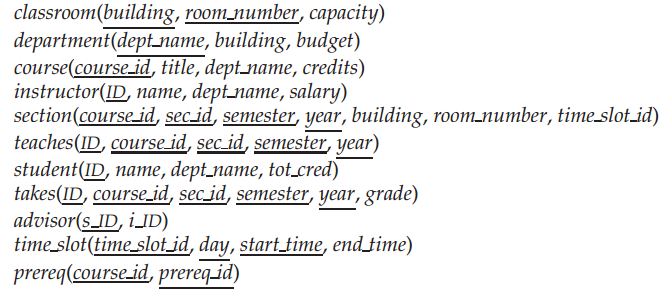 classroom(building, room_number, capacity)
department(dept_name, building, budget)
course(course_id, title, dept_name, credits)
instructor(ID, name, dept_name, salary)
section(course_id, sec_id, semester, year, building, room_number, time_slot_id)
teaches(ID, course_id, sec_id, semester, year)
student(ID, name, dept_name, tot_cred)
takes(ID, course_id, sec_id, semester, year, grade)
advisor(s_ID, i_ID)
time_slot(time_slot_id, day, start_time, end_time)
prereq(course_id, prereq_id)